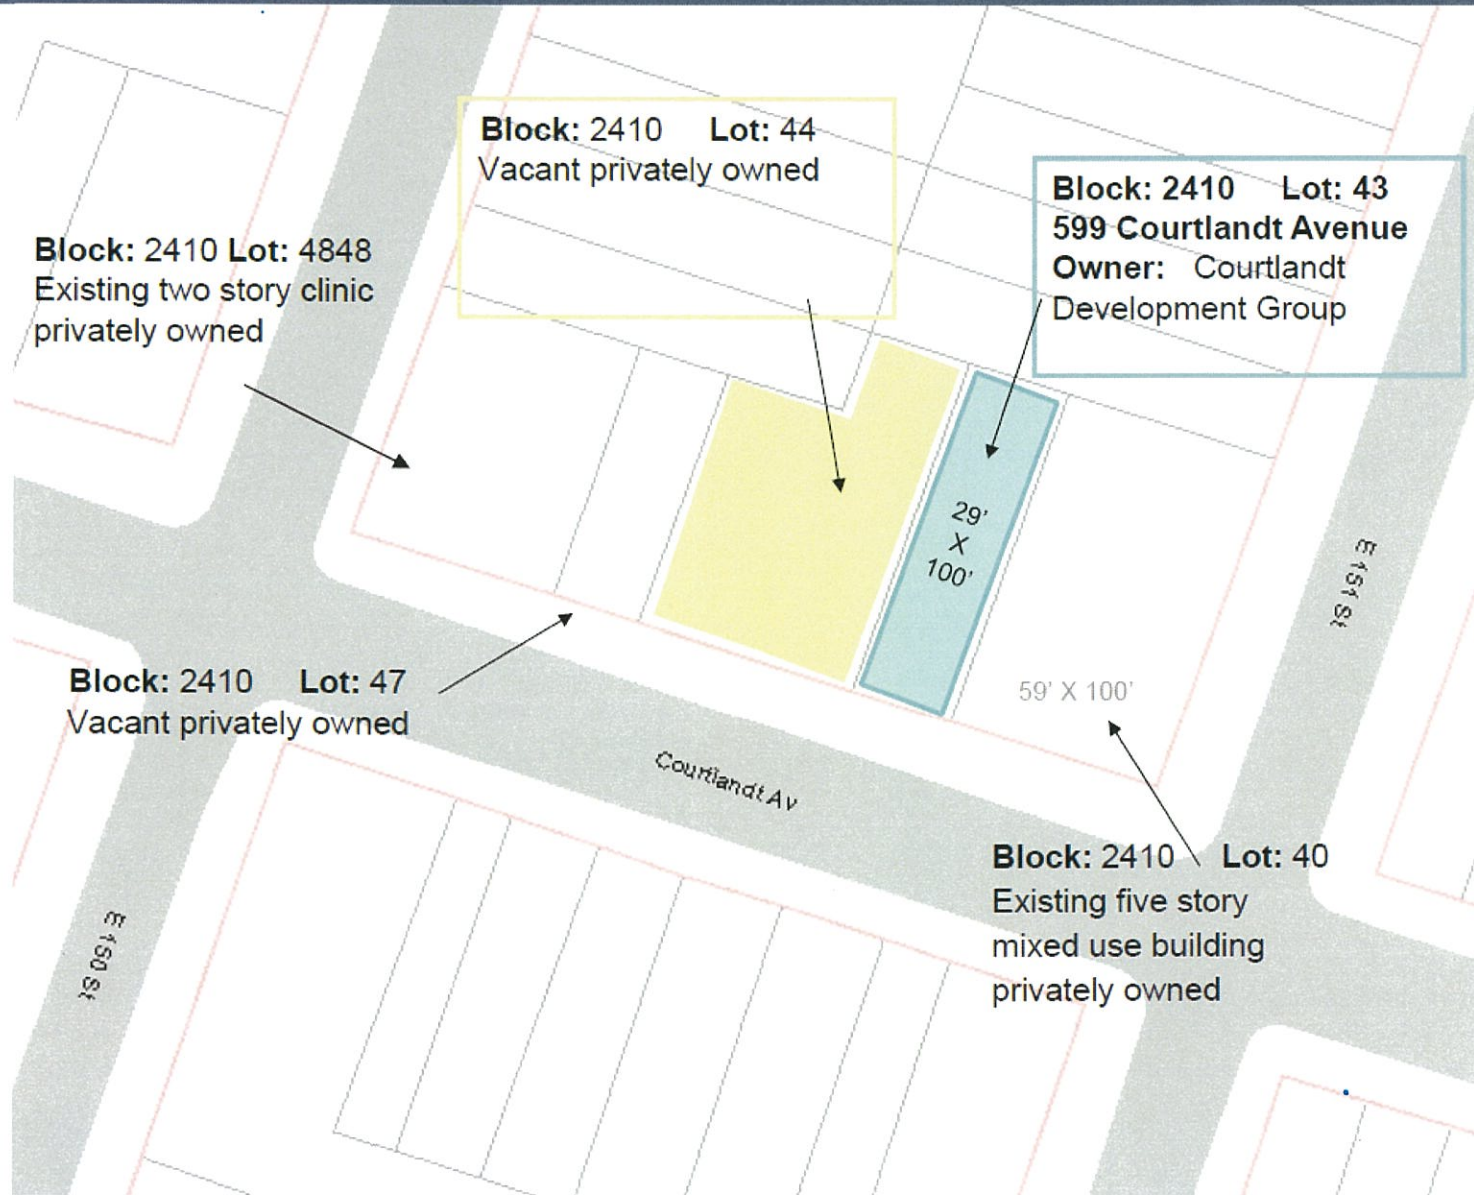 Block: 2410 Lot: 44
Vacant privately owned
Block: 2410 Lot: 43
599 Courtlandt Avenue
Owner: Courtlandt
Development Group
Block: 2410 Lot: 4848
Existing two story clinic
privately owned
29'
X
100'
E 151 St
Block: 2410 Lot: 47
Vacant privately owned
59' X 100'
Courtlandt Av
Block: 2410 Lot: 40
Existing five story
mixed use building
privately owned
E 150 St